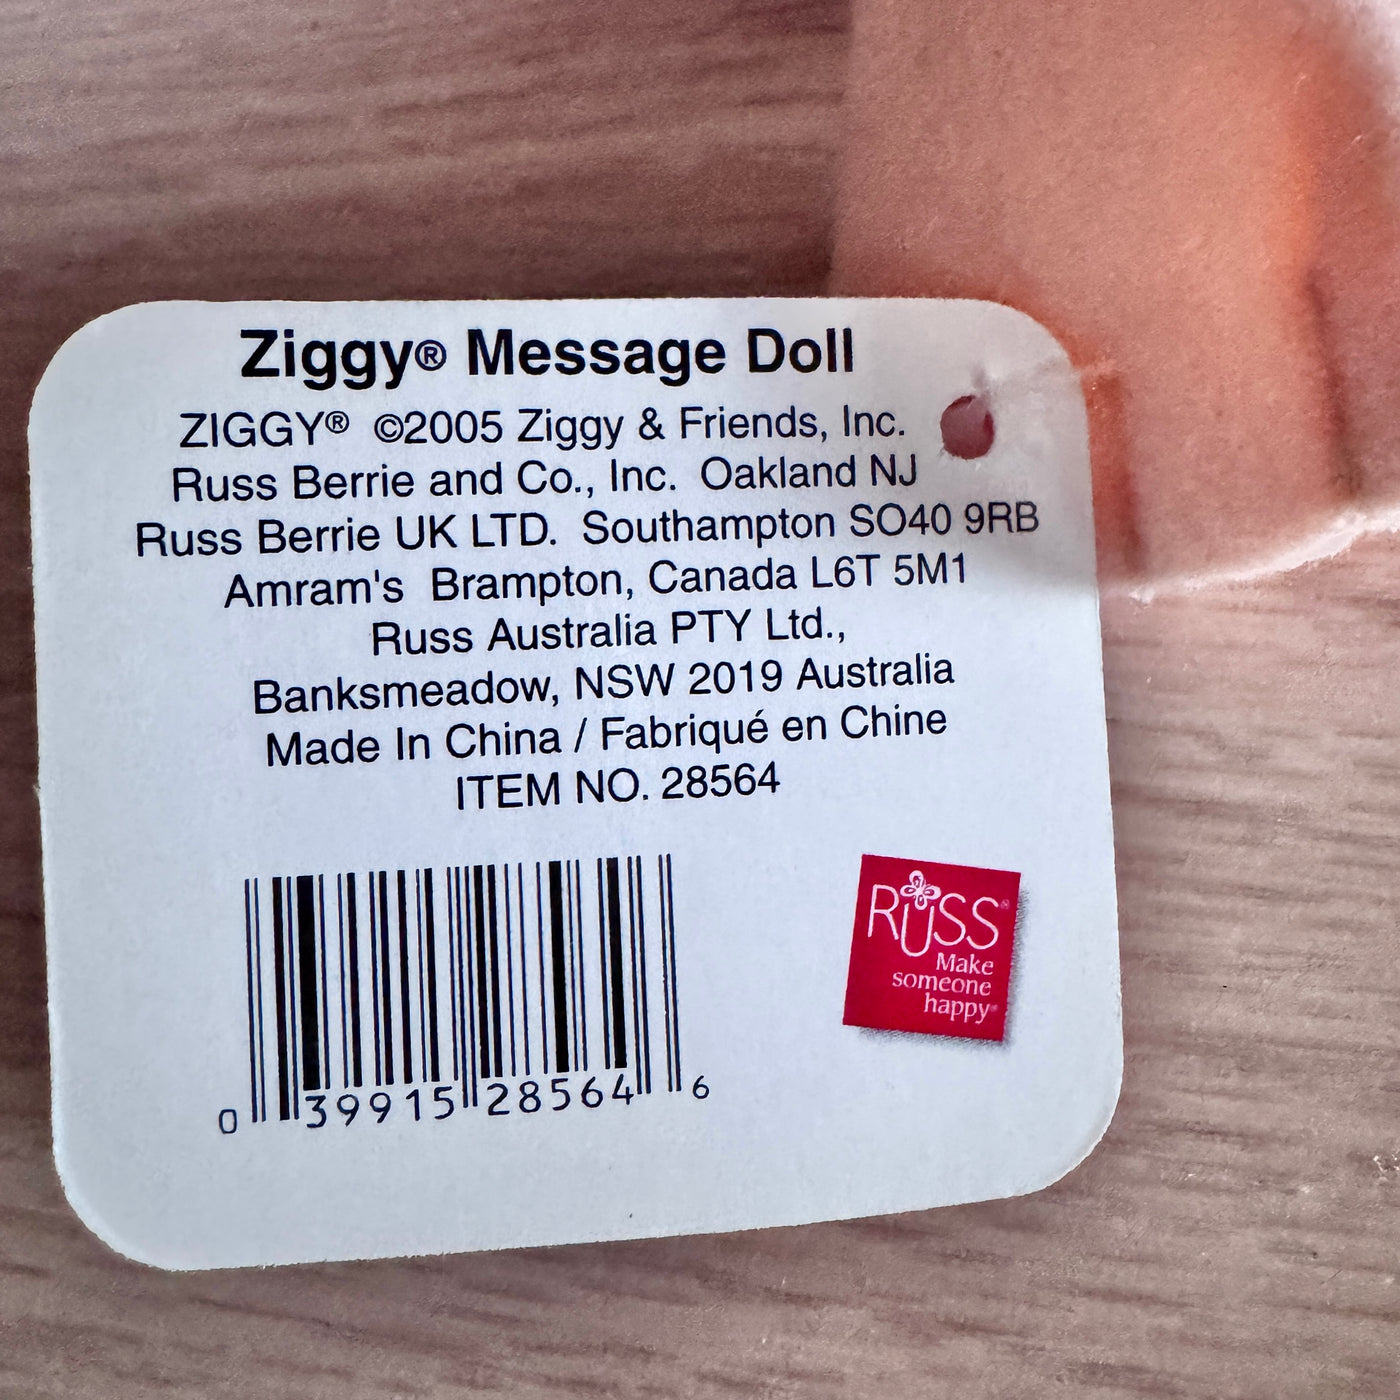 Ziggy® Message Doll
ZIGGY® ©2005 Ziggy & Friends, Inc.
Russ Berrie and Co., Inc. Oakland NJ
Russ Berrie UK LTD. Southampton SO40 9RB
Amram's Brampton, Canada L6T 5M1
Russ Australia PTY Ltd.,
Banksmeadow, NSW 2019 Australia
Made In China / Fabriqué en Chine
ITEM NO. 28564
0 39915 28564 6
RUSS®
Make
someone
happy®